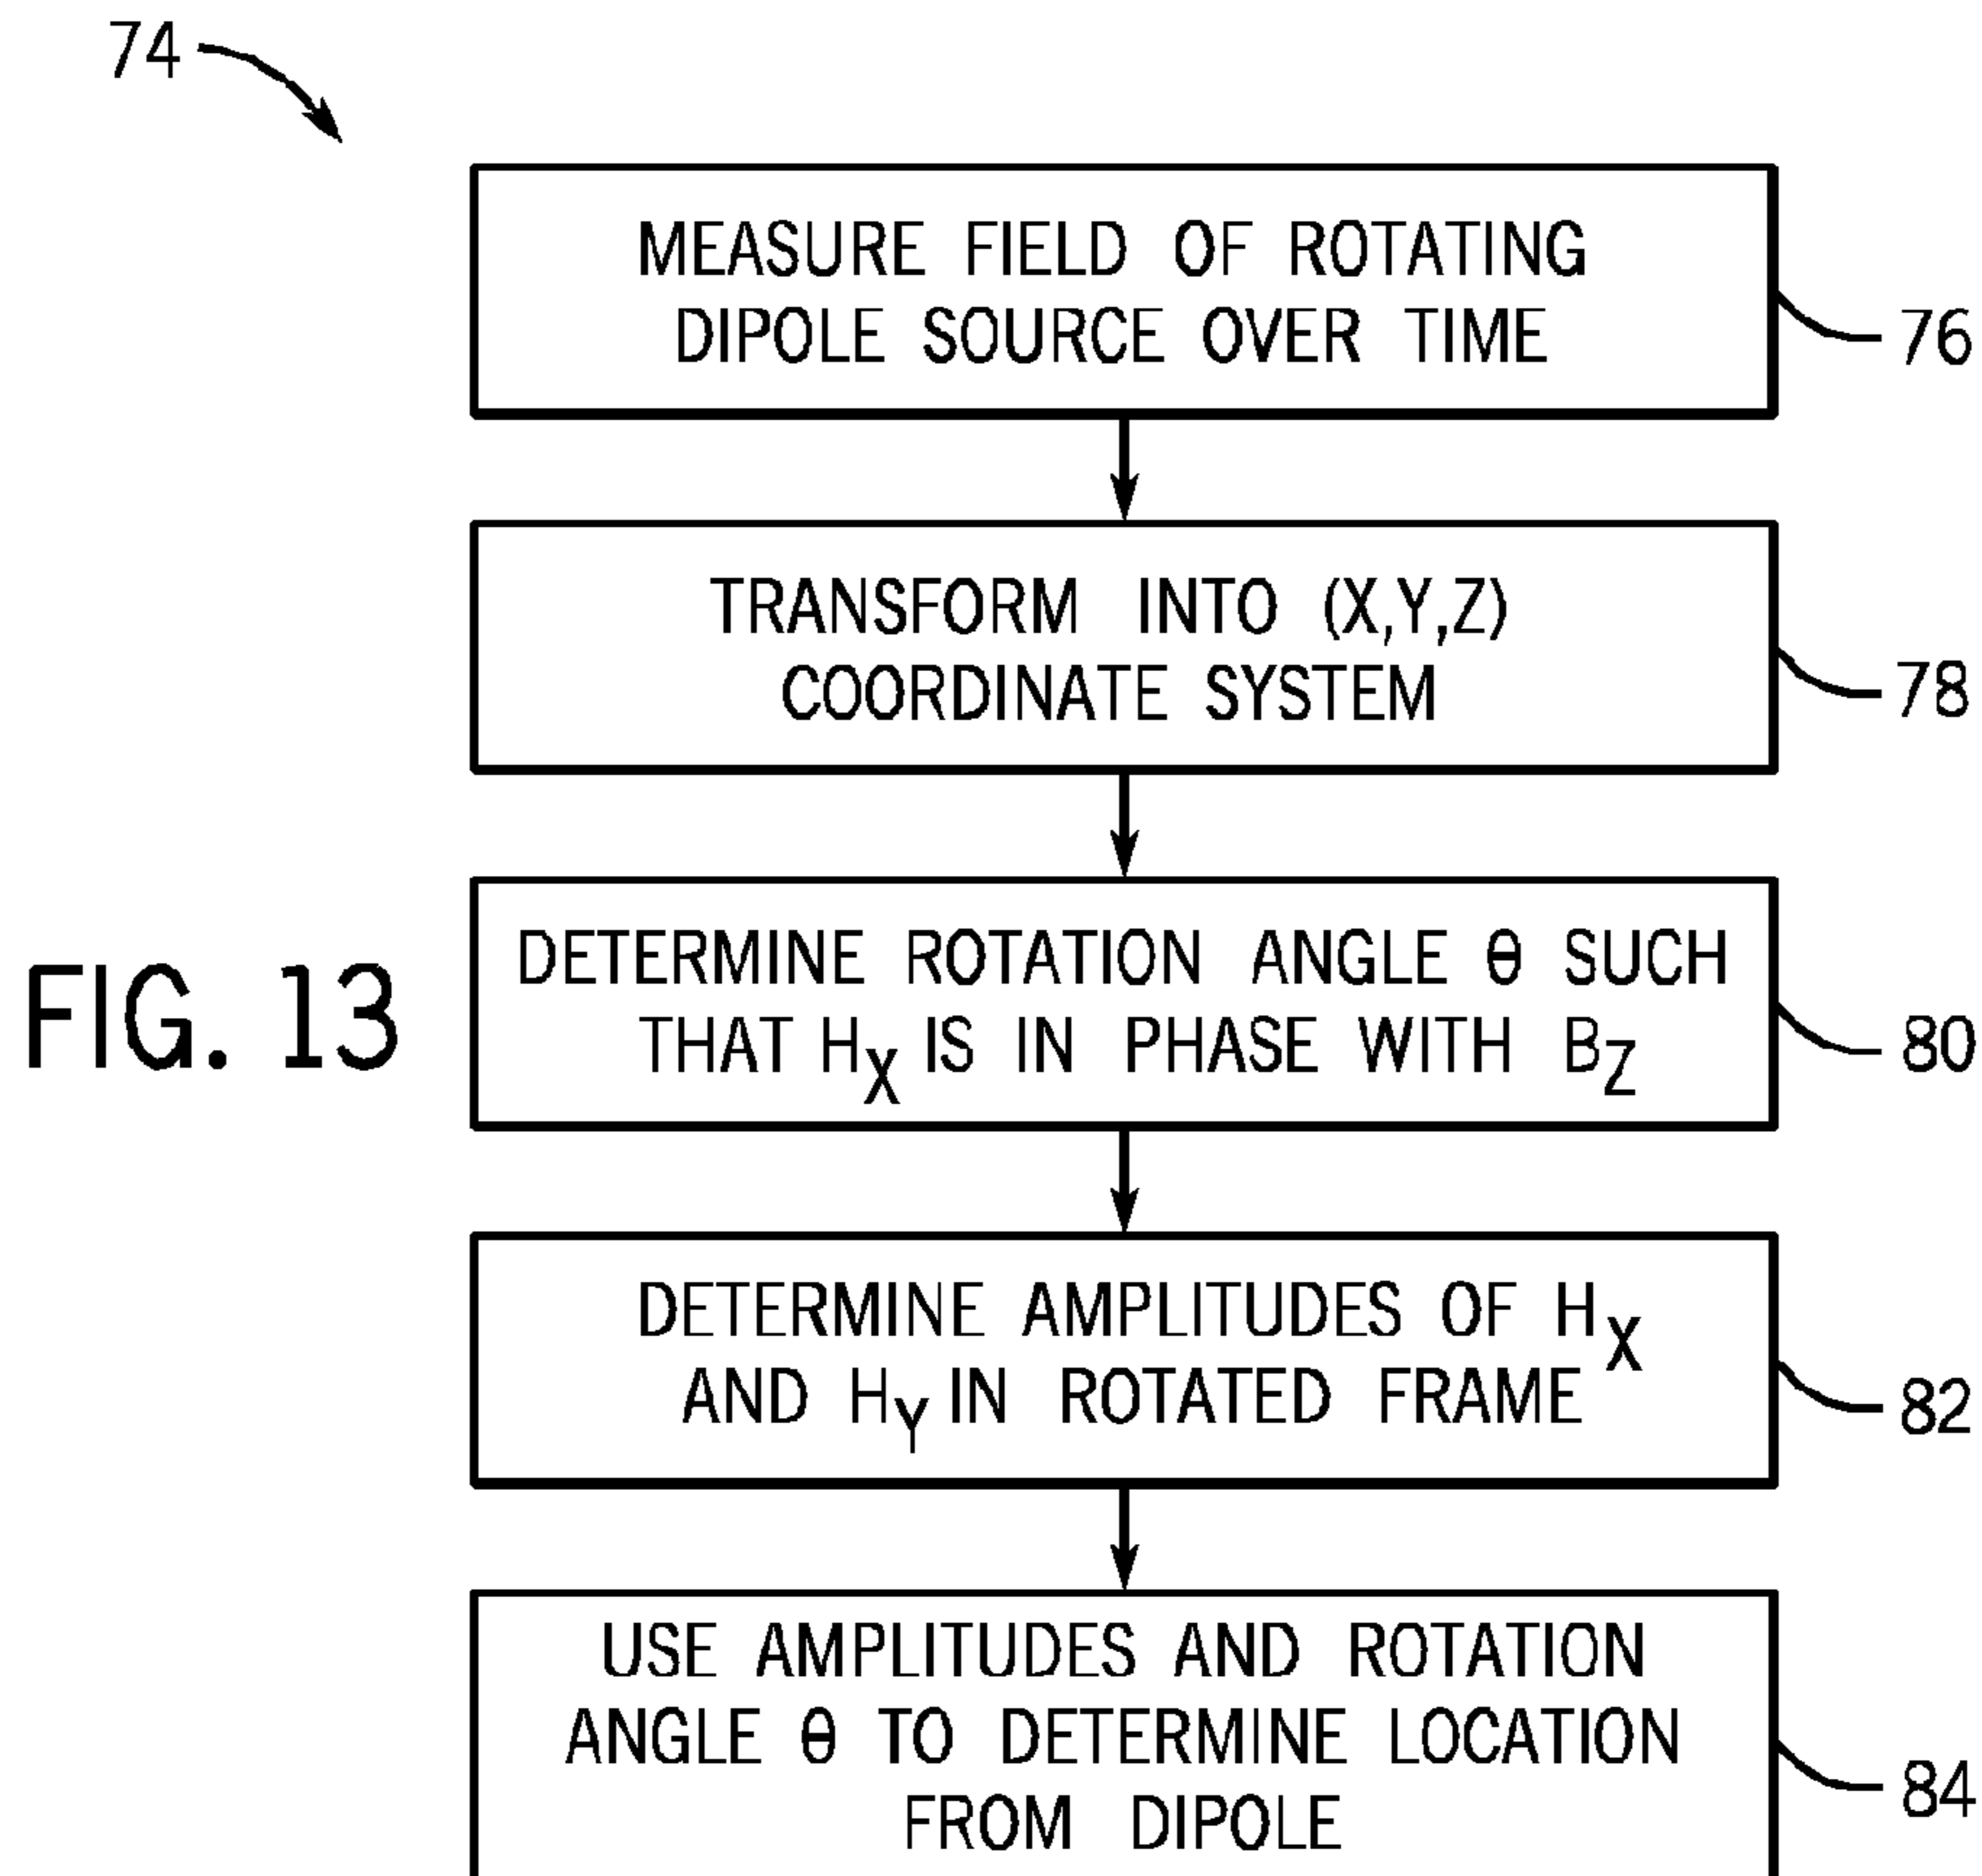 74
MEASURE FIELD OF ROTATING
DIPOLE SOURCE OVER TIME
76
TRANSFORM INTO (X,Y,Z)
COORDINATE SYSTEM
78
DETERMINE ROTATION ANGLE θ SUCH
THAT HX IS IN PHASE WITH BZ
80
FIG. 13
DETERMINE AMPLITUDES OF HX
AND HY IN ROTATED FRAME
82
USE AMPLITUDES AND ROTATION
ANGLE θ TO DETERMINE LOCATION
FROM DIPOLE
84